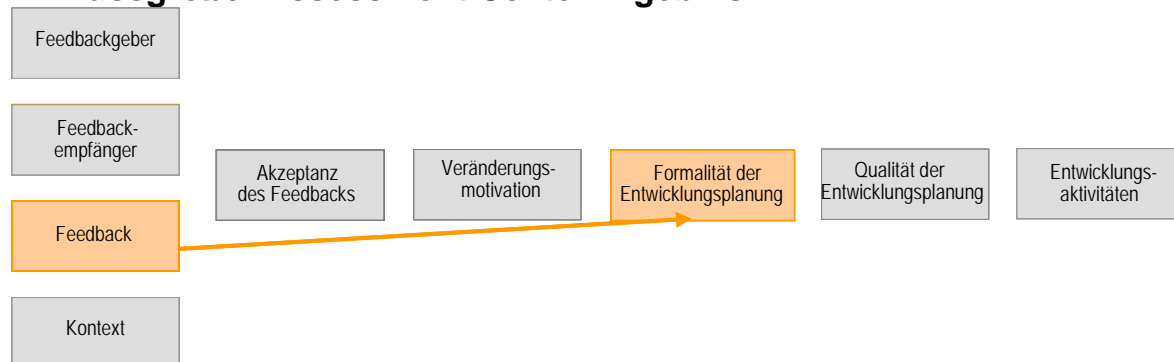 Feedbackgeber
Feedback-
empfänger
Akzeptanz
des Feedbacks
Veränderungs-
motivation
Formalität der
Entwicklungsplanung
Qualität der
Entwicklungsplanung
Entwicklungs-
aktivitäten
Feedback
Kontext